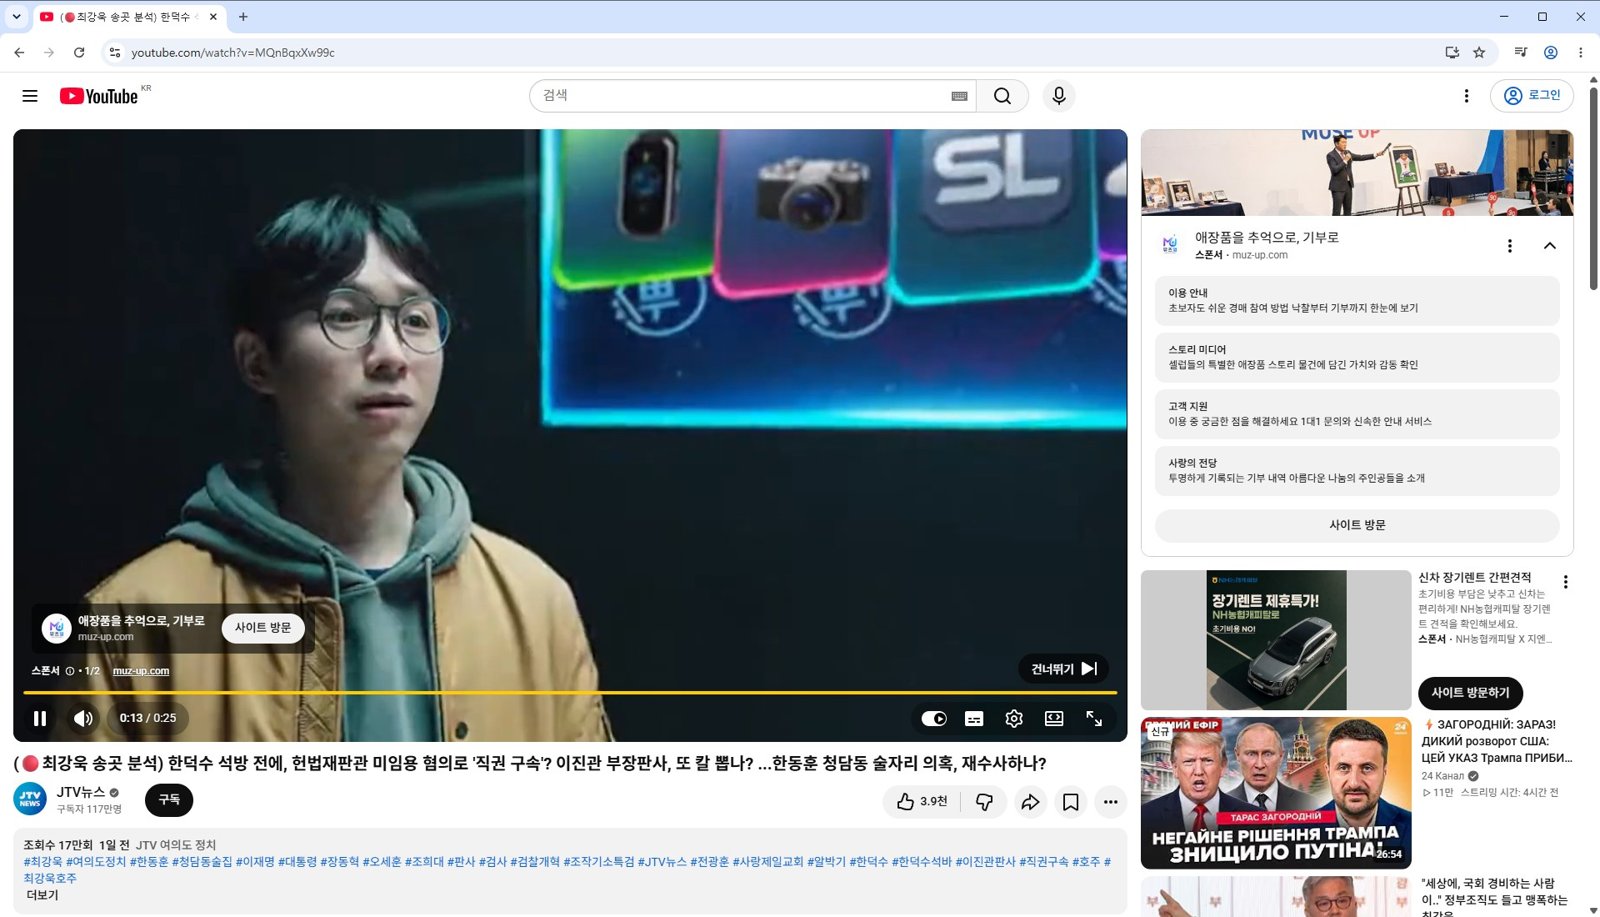 (🔴최강욱 송곳 분석) 한덕수
youtube.com/watch?v=MQnBqxXw99c
YouTube KR
검색
로그인
SL
MUSE UP
애장품을 추억으로, 기부로
스폰서 · muz-up.com
이용 안내
초보자도 쉬운 경매 참여 방법 낙찰부터 기부까지 한눈에 보기
스토리 미디어
셀럽들의 특별한 애장품 스토리 물건에 담긴 가치와 감동 확인
고객 지원
이용 중 궁금한 점을 해결하세요 1대1 문의와 신속한 안내 서비스
사랑의 전당
투명하게 기록되는 기부 내역 아름다운 나눔의 주인공들을 소개
사이트 방문
애장품을 추억으로, 기부로
muz-up.com
사이트 방문
스폰서 · 1/2 muz-up.com
건너뛰기
0:13 / 0:25
(🔴최강욱 송곳 분석) 한덕수 석방 전에, 헌법재판관 미임용 혐의로 '직권 구속'? 이진관 부장판사, 또 칼 뽑나? ...한동훈 청담동 술자리 의혹, 재수사하나?
JTV NEWS
JTV뉴스
구독자 117만명
구독
3.9천
조회수 17만회 1일 전 JTV 여의도 정치
#최강욱 #여의도정치 #한동훈 #청담동술집 #이재명 #대통령 #장동혁 #오세훈 #조희대 #판사 #검사 #검찰개혁 #조작기소특검 #JTV뉴스 #전광훈 #사랑제일교회 #알박기 #한덕수 #한덕수석바 #이진관판사 #직권구속 #호주 #
최강욱호주
더보기
NH농협캐피탈
장기렌트 제휴특가!
NH농협캐피탈로
초기비용 NO!
신차 장기렌트 간편견적
초기비용 부담은 낮추고 신차는
편리하게! NH농협캐피탈 장기렌
트 견적을 확인해보세요.
스폰서 · NH농협캐피탈 X 지엔...
사이트 방문하기
ПРЯМИЙ ЕФІР
신규
24
ТАРАС ЗАГОРОДНІЙ
НЕГАЙНЕ РІШЕННЯ ТРАМПА
ЗНИЩИЛО ПУТІНА!
26:54
⚡ЗАГОРОДНІЙ: ЗАРАЗ!
ДИКИЙ розворот США:
ЦЕЙ УКАЗ Трампа ПРИБИ...
24 Канал
▷ 11만 스트리밍 시간: 4시간 전
"세상에, 국회 경비하는 사람
이.." 정부조직도 들고 맹폭하는
최강욱